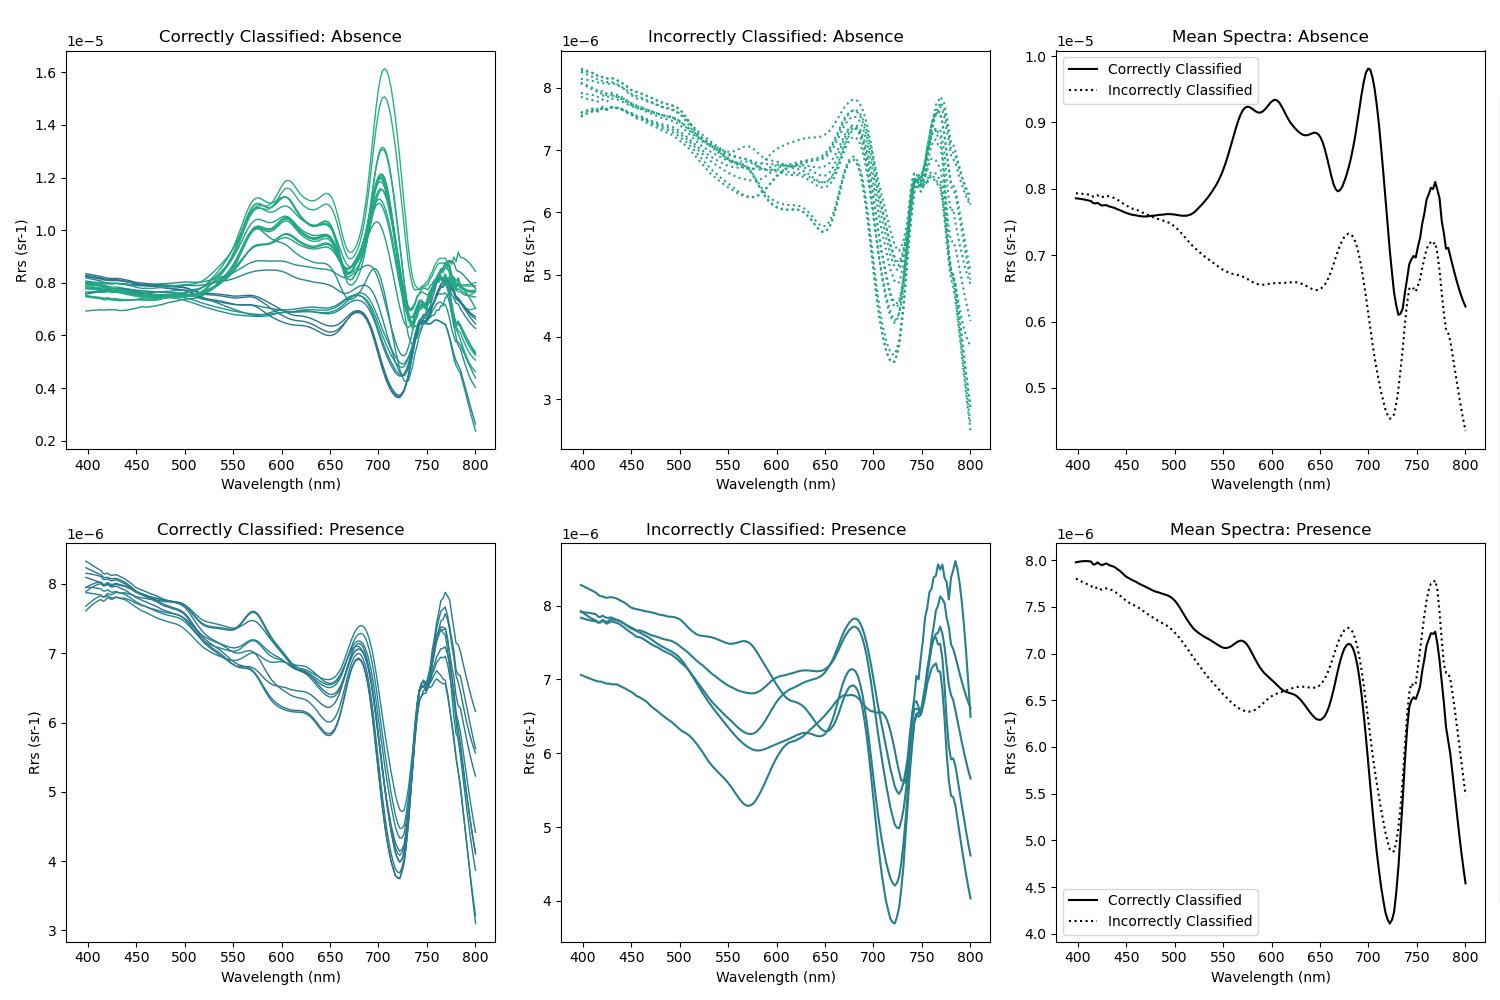 Correctly Classified: Absence
1e−5
1.6
1.4
1.2
1.0
0.8
0.6
0.4
0.2
Rrs (sr-1)
400 450 500 550 600 650 700 750 800
Wavelength (nm)
Incorrectly Classified: Absence
1e−6
8
7
6
5
4
3
Rrs (sr-1)
400 450 500 550 600 650 700 750 800
Wavelength (nm)
Mean Spectra: Absence
1e−5
Correctly Classified
Incorrectly Classified
1.0
0.9
0.8
0.7
0.6
0.5
Rrs (sr-1)
400 450 500 550 600 650 700 750 800
Wavelength (nm)
Correctly Classified: Presence
1e−6
8
7
6
5
4
3
Rrs (sr-1)
400 450 500 550 600 650 700 750 800
Wavelength (nm)
Incorrectly Classified: Presence
1e−6
8
7
6
5
4
Rrs (sr-1)
400 450 500 550 600 650 700 750 800
Wavelength (nm)
Mean Spectra: Presence
1e−6
8.0
7.5
7.0
6.5
6.0
5.5
5.0
4.5
4.0
Rrs (sr-1)
Correctly Classified
Incorrectly Classified
400 450 500 550 600 650 700 750 800
Wavelength (nm)